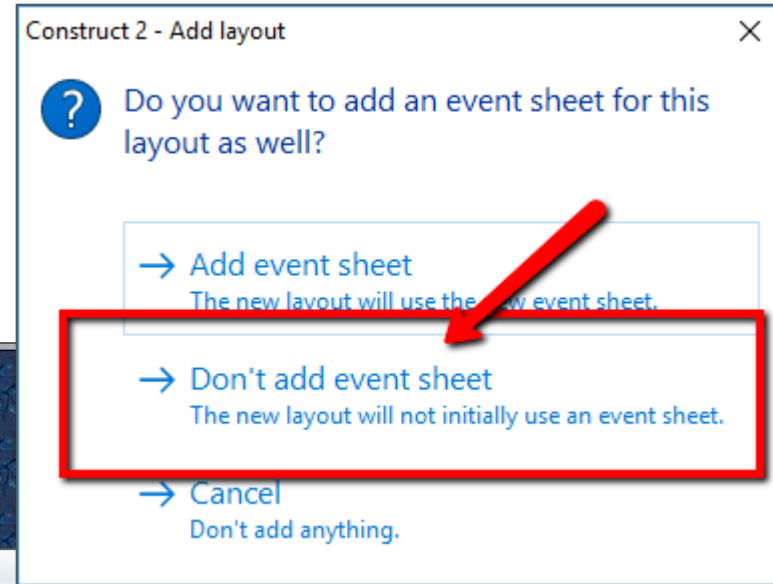 Construct 2 - Add layout
Do you want to add an event sheet for this
layout as well?
Add event sheet
The new layout will use the new event sheet.
Don't add event sheet
The new layout will not initially use an event sheet.
Cancel
Don't add anything.